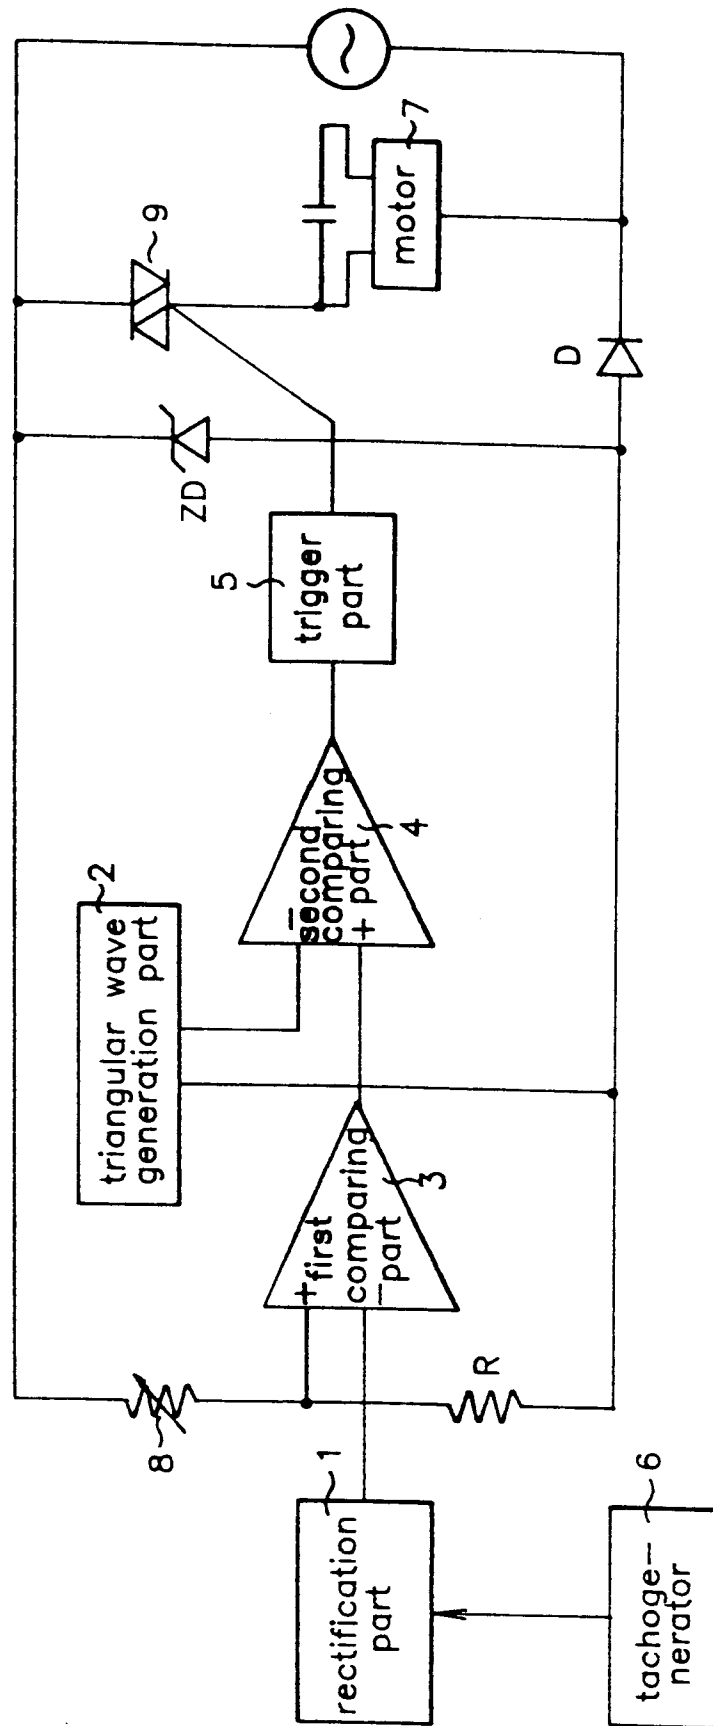 rectification
part
1
tachoge-
nerator
6
8
R
+
first
comparing
part
-
3
triangular wave
generation part
2
-
second
comparing
part
+
4
trigger
part
5
ZD
D
9
motor
7
~